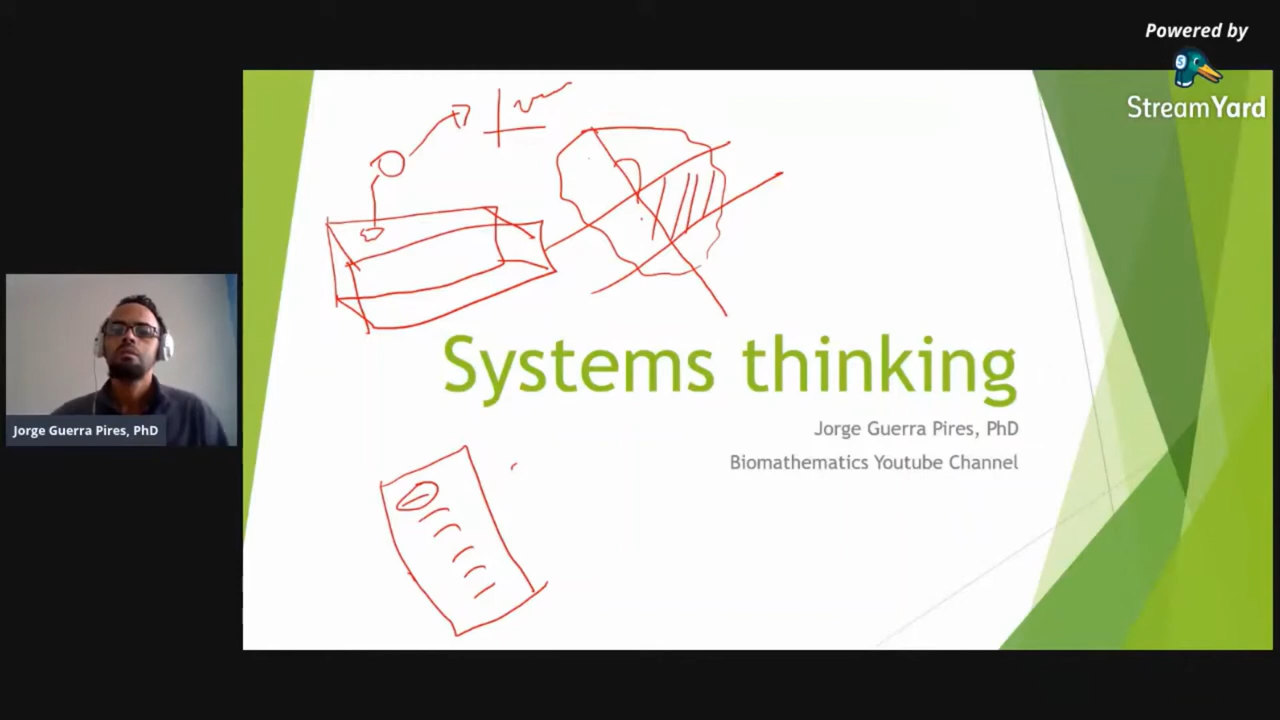 Powered by
StreamYard
Systems thinking
Jorge Guerra Pires, PhD
Biomathematics Youtube Channel
Jorge Guerra Pires, PhD